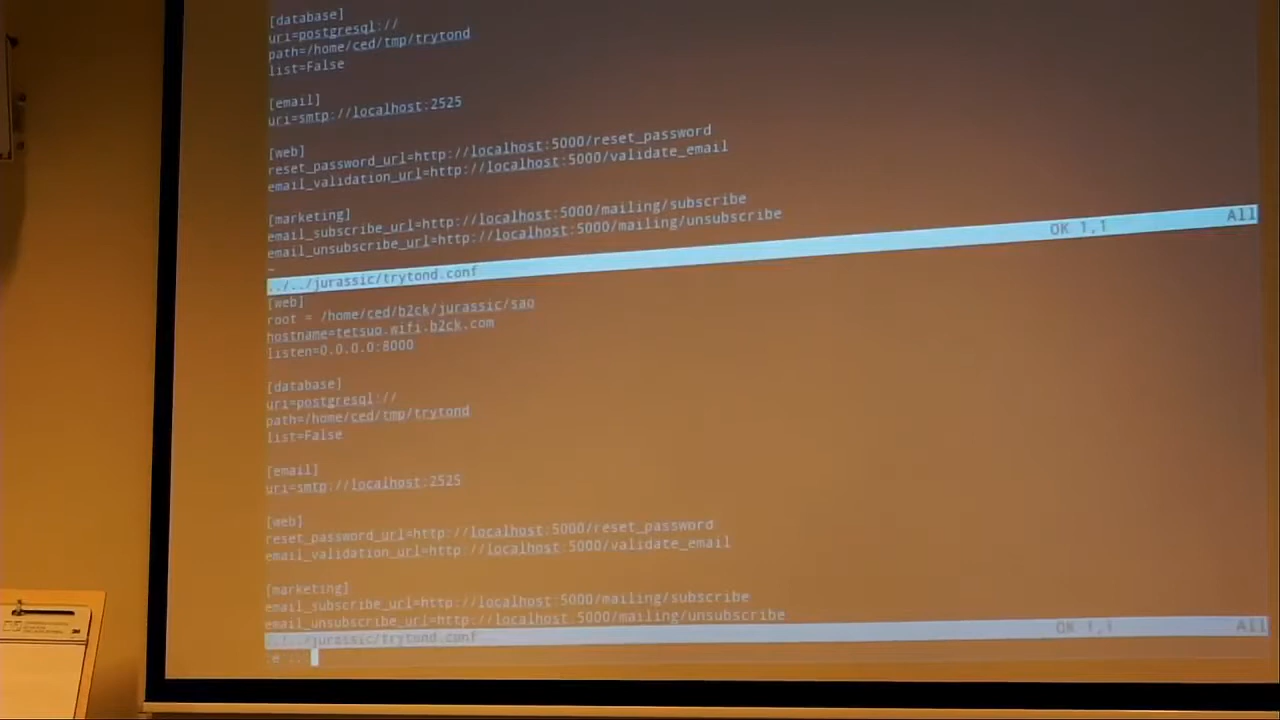 [database]
uri=postgresql://
path=/home/ced/tmp/trytond
list=False
[email]
uri=smtp://localhost:2525
[web]
reset_password_url=http://localhost:5000/reset_password
email_validation_url=http://localhost:5000/validate_email
[marketing]
email_subscribe_url=http://localhost:5000/mailing/subscribe
email_unsubscribe_url=http://localhost:5000/mailing/unsubscribe
~
../../jurassic/trytond.conf OK 1,1 All
[web]
root = /home/ced/b2ck/jurassic/sao
hostname=tetsuo.wifi.b2ck.com
listen=0.0.0.0:8000
[database]
uri=postgresql://
path=/home/ced/tmp/trytond
list=False
[email]
uri=smtp://localhost:2525
[web]
reset_password_url=http://localhost:5000/reset_password
email_validation_url=http://localhost:5000/validate_email
[marketing]
email_subscribe_url=http://localhost:5000/mailing/subscribe
email_unsubscribe_url=http://localhost:5000/mailing/unsubscribe
../../jurassic/trytond.conf OK 1,1 All